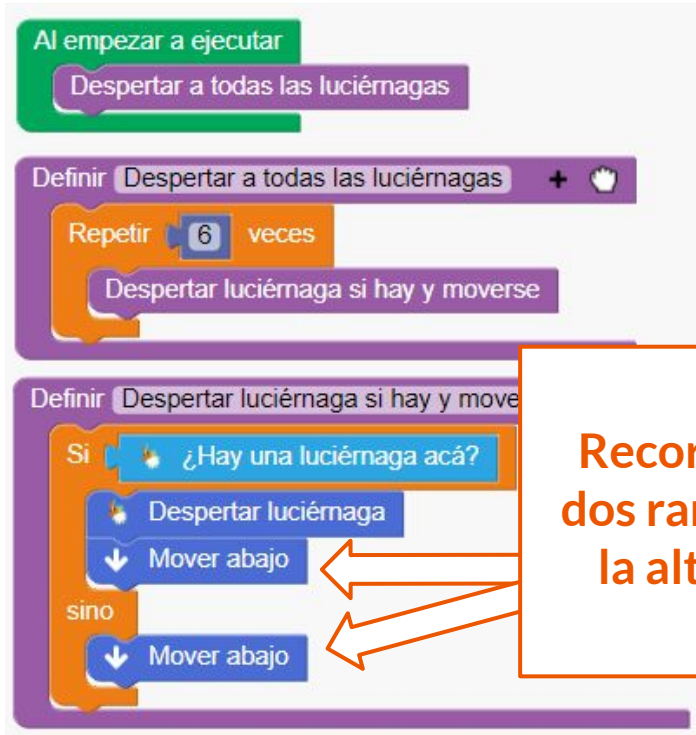 Al empezar a ejecutar
Despertar a todas las luciérnagas
Definir Despertar a todas las luciérnagas +
Repetir 6 veces
Despertar luciérnaga si hay y moverse
Definir Despertar luciérnaga si hay y move
Si ¿Hay una luciérnaga acá?
Despertar luciérnaga
Mover abajo
sino
Mover abajo
Recor
dos
la